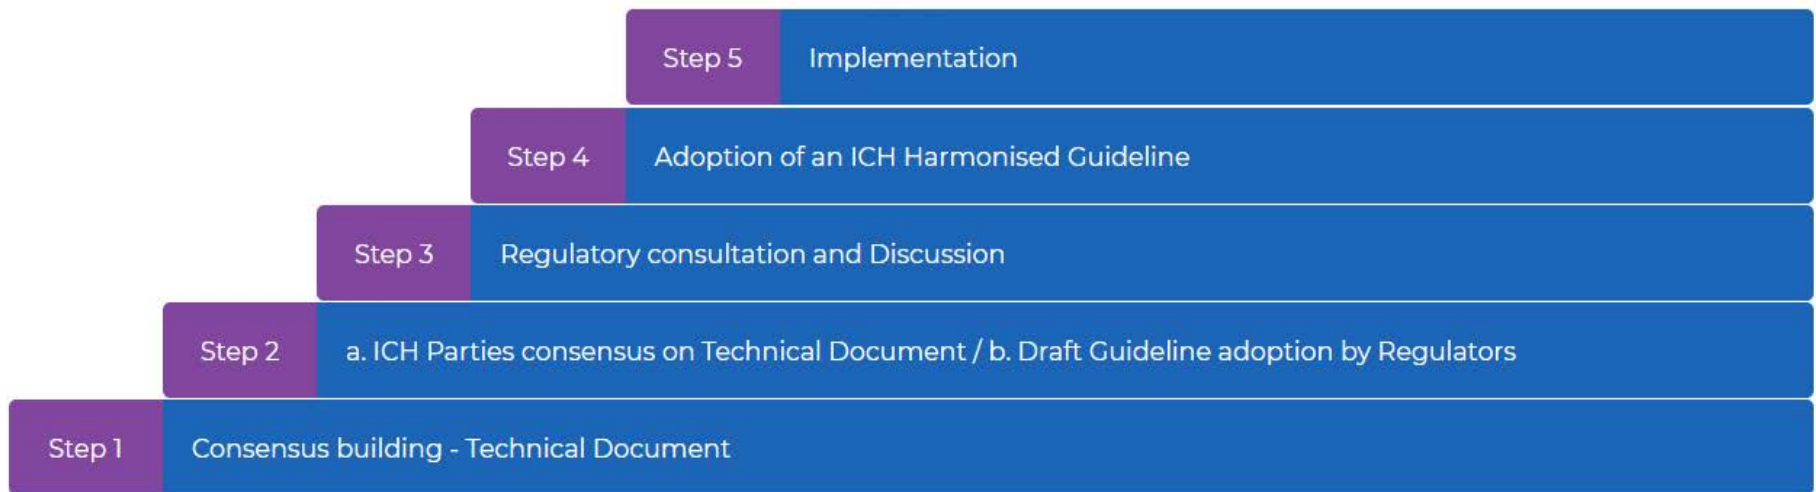 Step 5 Implementation
Step 4 Adoption of an ICH Harmonised Guideline
Step 3 Regulatory consultation and Discussion
Step 2 a. ICH Parties consensus on Technical Document / b. Draft Guideline adoption by Regulators
Step 1 Consensus building - Technical Document